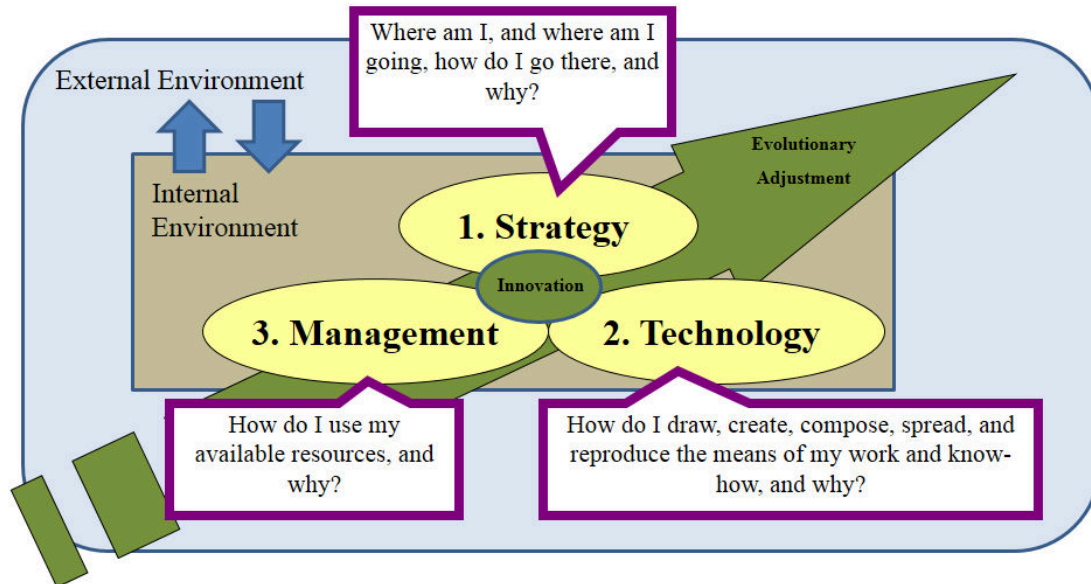 Where am I, and where am I
going, how do I go there, and
why?
External Environment
Evolutionary
Adjustment
Internal
Environment
1. Strategy
Innovation
3. Management
2. Technology
How do I use my
available resources, and
why?
How do I draw, create, compose, spread, and
reproduce the means of my work and know-
how, and why?